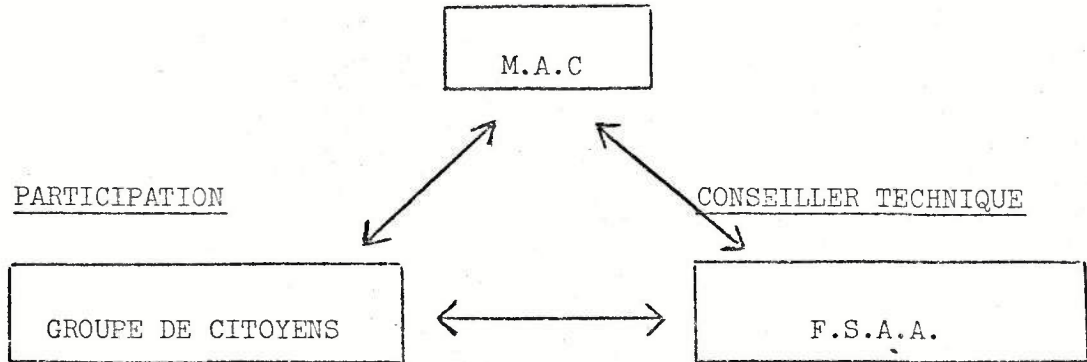 M.A.C
PARTICIPATION
CONSEILLER TECHNIQUE
GROUPE DE CITOYENS
F.S.A.A.